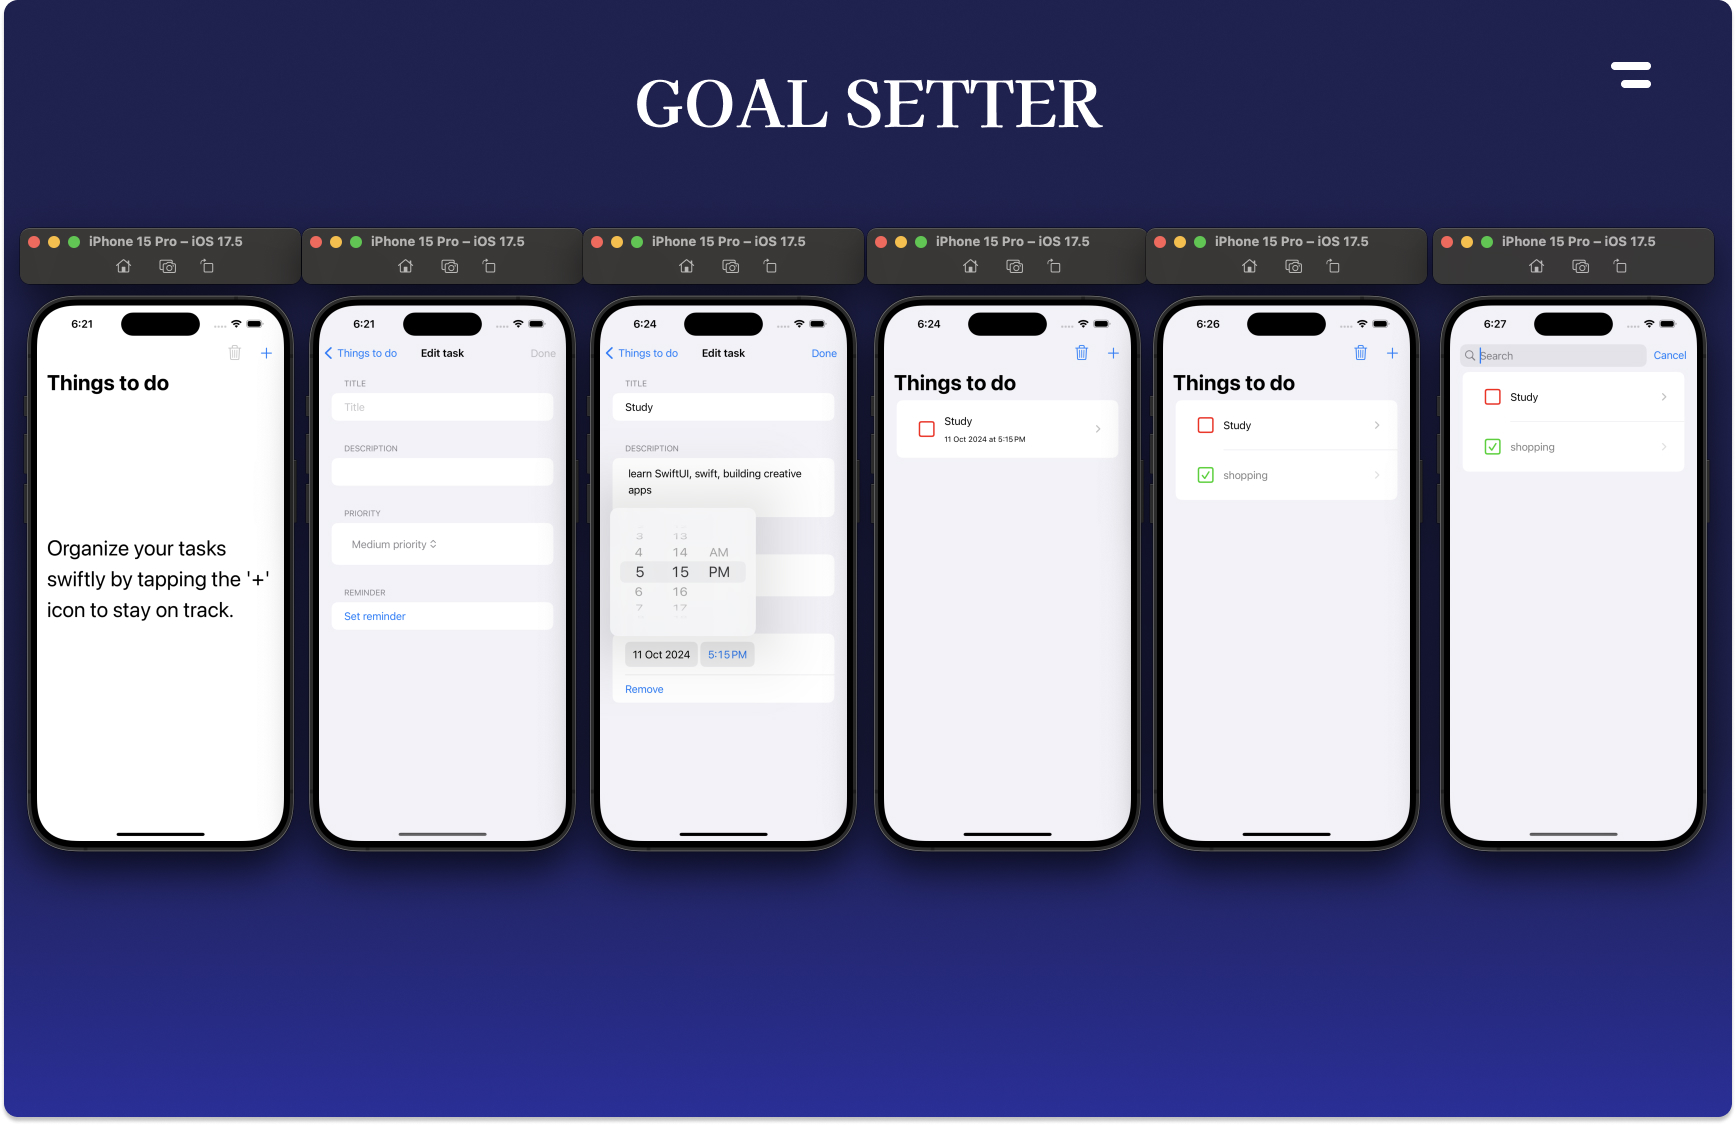 GOAL SETTER
iPhone 15 Pro – iOS 17.5
6:21
Things to do
Organize your tasks
swiftly by tapping the '+'
icon to stay on track.
iPhone 15 Pro – iOS 17.5
6:21
Things to do
Edit task
Done
TITLE
Title
DESCRIPTION
PRIORITY
Medium priority
REMINDER
Set reminder
iPhone 15 Pro – iOS 17.5
6:24
Things to do
Edit task
Done
TITLE
Study
DESCRIPTION
learn SwiftUI, swift, building creative
apps
3 13
4 14 AM
5 15 PM
6 16
7 17
11 Oct 2024 5:15 PM
Remove
iPhone 15 Pro – iOS 17.5
6:24
Things to do
Study
11 Oct 2024 at 5:15 PM
iPhone 15 Pro – iOS 17.5
6:26
Things to do
Study
shopping
iPhone 15 Pro – iOS 17.5
6:27
Search
Cancel
Study
shopping